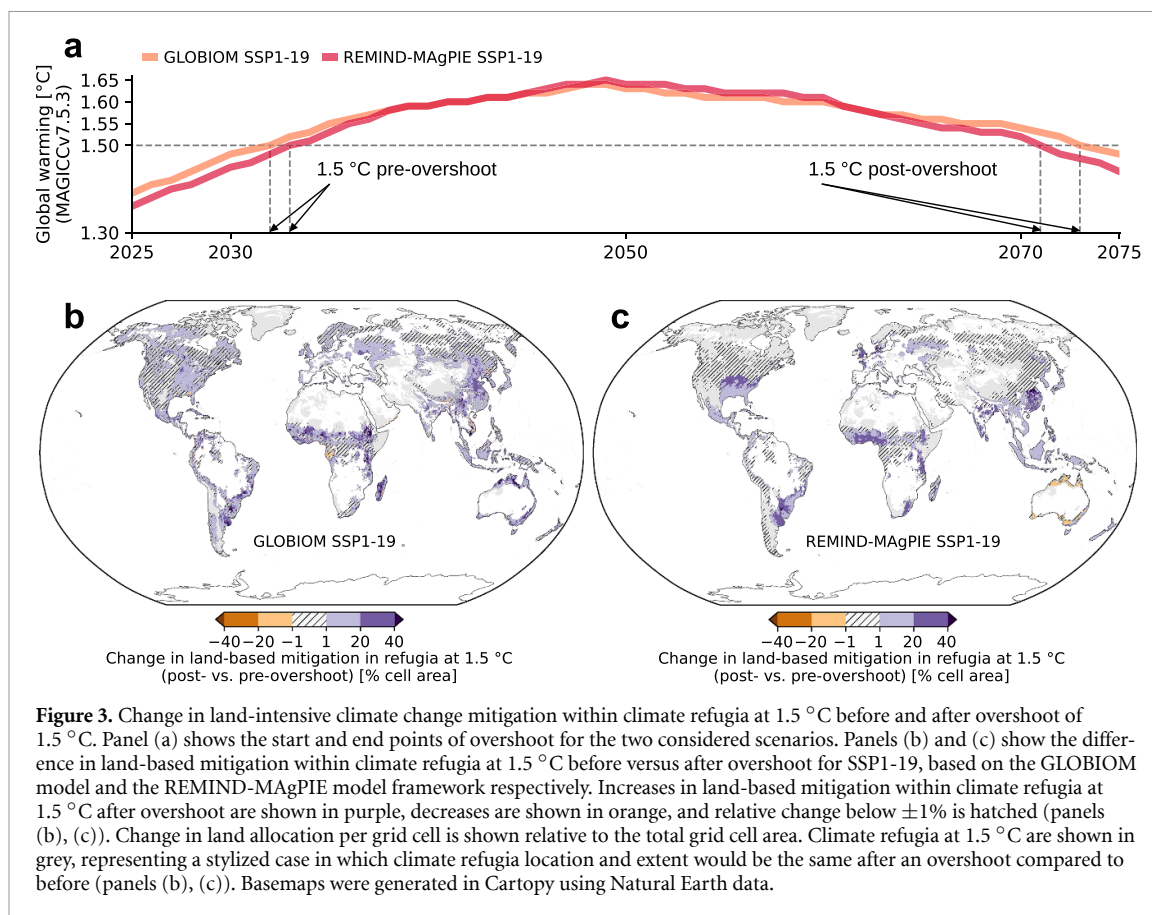 a
GLOBIOM SSP1-19 REMIND-MAgPIE SSP1-19
Global warming [°C]
(MAGICCv7.5.3)
1.65
1.60
1.55
1.50
1.30
1.5 °C pre-overshoot
1.5 °C post-overshoot
2025 2030 2050 2070 2075
b
GLOBIOM SSP1-19
−40 −20 −1 1 20 40
Change in land-based mitigation in refugia at 1.5 °C
(post- vs. pre-overshoot) [% cell area]
c
REMIND-MAgPIE SSP1-19
−40 −20 −1 1 20 40
Change in land-based mitigation in refugia at 1.5 °C
(post- vs. pre-overshoot) [% cell area]
Figure 3. Change in land-intensive climate change mitigation within climate refugia at 1.5 °C before and after overshoot of
1.5 °C. Panel (a) shows the start and end points of overshoot for the two considered scenarios. Panels (b) and (c) show the differ-
ence in land-based mitigation within climate refugia at 1.5 °C before versus after overshoot for SSP1-19, based on the GLOBIOM
model and the REMIND-MAgPIE model framework respectively. Increases in land-based mitigation within climate refugia at
1.5 °C after overshoot are shown in purple, decreases are shown in orange, and relative change below ±1% is hatched (panels
(b), (c)). Change in land allocation per grid cell is shown relative to the total grid cell area. Climate refugia at 1.5 °C are shown in
grey, representing a stylized case in which climate refugia location and extent would be the same after an overshoot compared to
before (panels (b), (c)). Basemaps were generated in Cartopy using Natural Earth data.